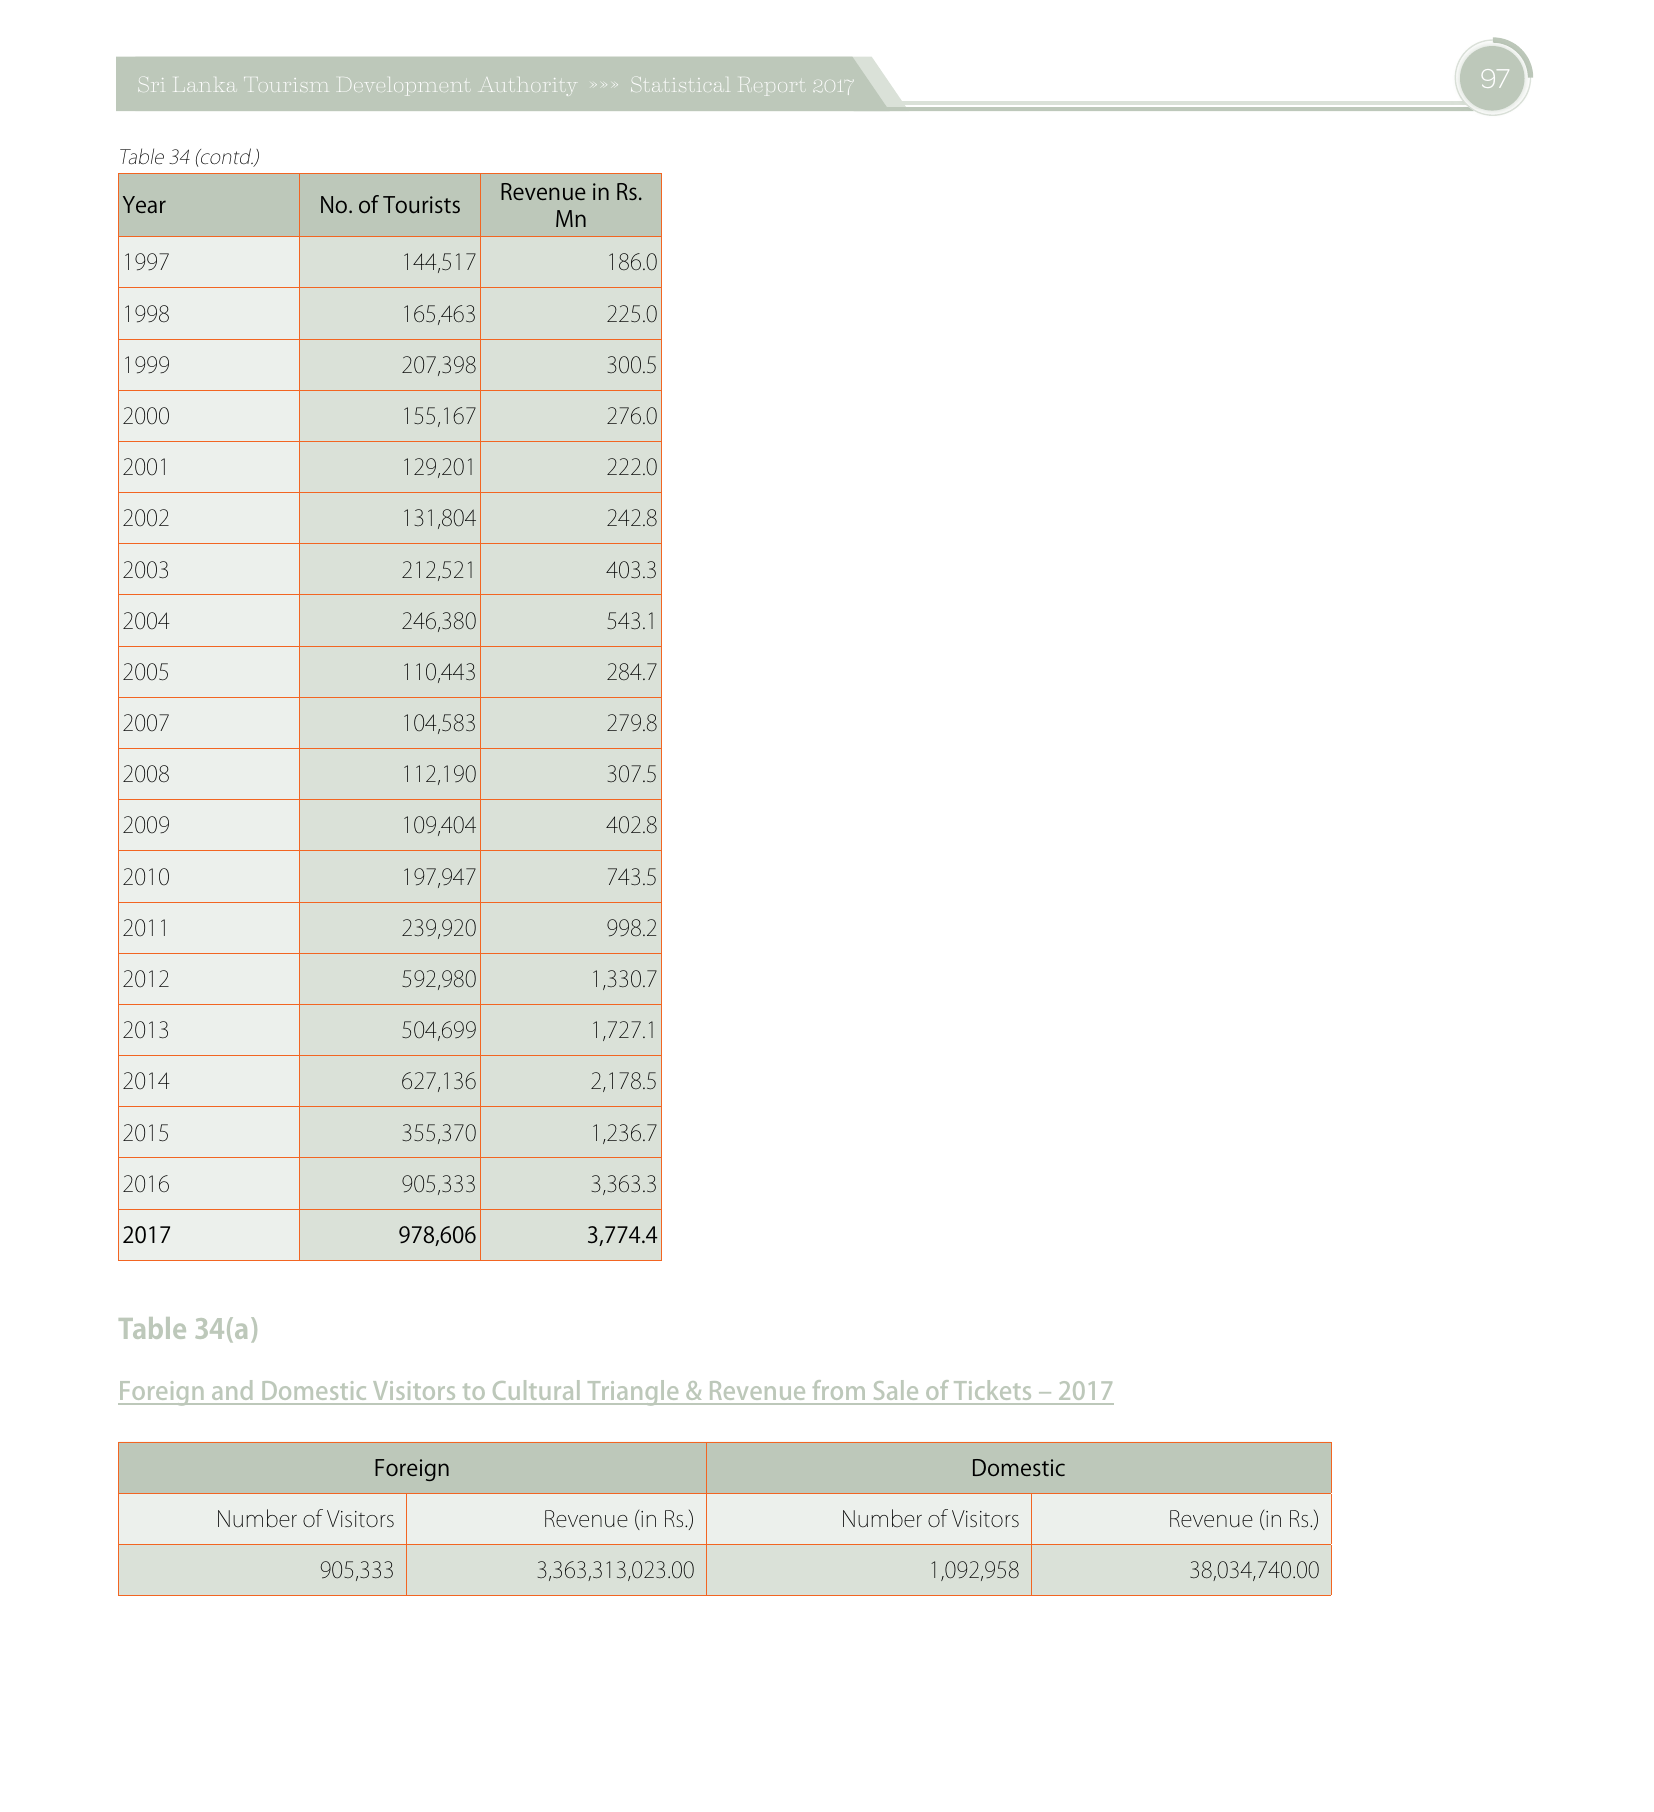 Sri Lanka Tourism Development Authority »»» Statistical Report 2017
97
Table 34 (contd.)
Year No. of Tourists Revenue in Rs. Mn
1997 144,517 186.0
1998 165,463 225.0
1999 207,398 300.5
2000 155,167 276.0
2001 129,201 222.0
2002 131,804 242.8
2003 212,521 403.3
2004 246,380 543.1
2005 110,443 284.7
2007 104,583 279.8
2008 112,190 307.5
2009 109,404 402.8
2010 197,947 743.5
2011 239,920 998.2
2012 592,980 1,330.7
2013 504,699 1,727.1
2014 627,136 2,178.5
2015 355,370 1,236.7
2016 905,333 3,363.3
2017 978,606 3,774.4
Table 34(a)
Foreign and Domestic Visitors to Cultural Triangle & Revenue from Sale of Tickets – 2017
Foreign Domestic
Number of Visitors Revenue (in Rs.) Number of Visitors Revenue (in Rs.)
905,333 3,363,313,023.00 1,092,958 38,034,740.00